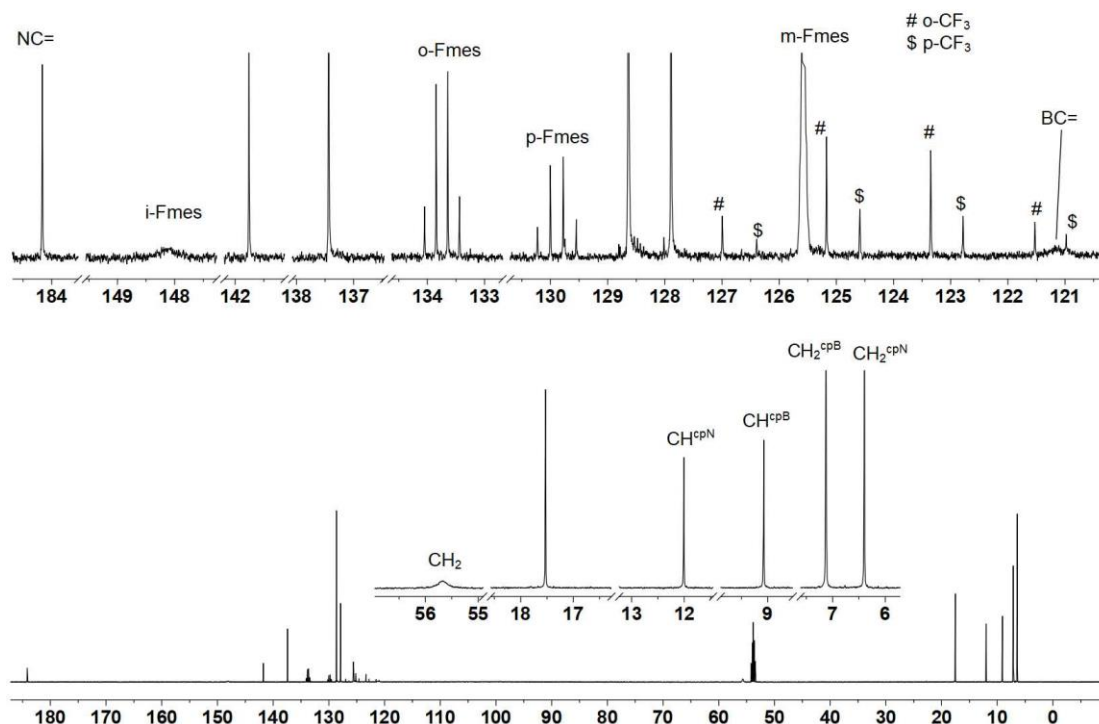 NC=
i-Fmes
o-Fmes
p-Fmes
m-Fmes
# o-CF₃
$ p-CF₃
BC=
# # #
$ $ $ $
184 149 148 142 138 137 134 133 130 129 128 127 126 125 124 123 122 121
CH₂ CHᶜᵖᴺ CHᶜᵖᴮ CH₂ᶜᵖᴮ CH₂ᶜᵖᴺ
56 55 18 17 13 12 9 7 6
180 170 160 150 140 130 120 110 100 90 80 70 60 50 40 30 20 10